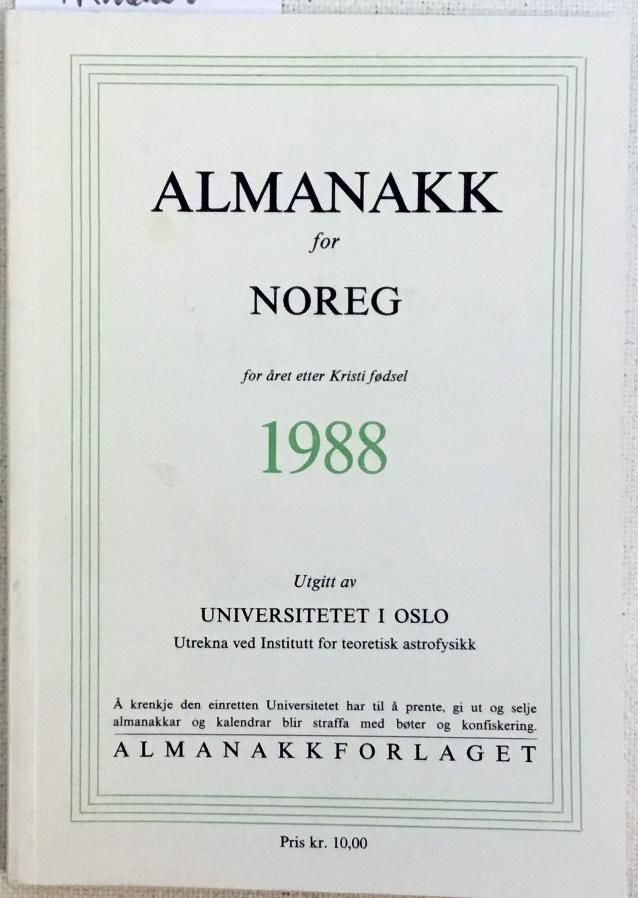 ALMANAKK
for
NOREG
for året etter Kristi fødsel
1988
Utgitt av
UNIVERSITETET I OSLO
Utrekna ved Institutt for teoretisk astrofysikk
Å krenkje den einretten Universitetet har til å prente, gi ut og selje
almanakkar og kalendrar blir straffa med bøter og konfiskering.
ALMANAKKFORLAGET
Pris kr. 10,00